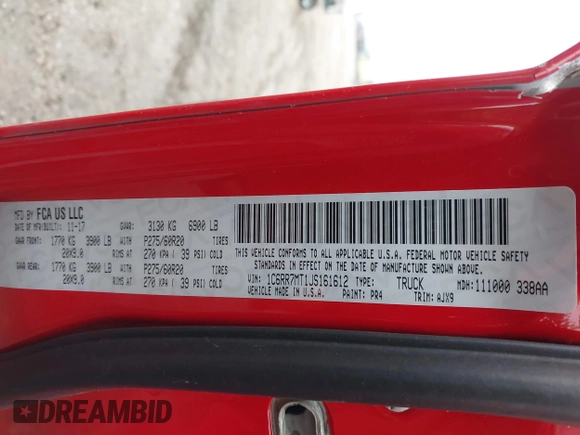 MFD BY FCA US LLC
DATE OF MFR(BUILT): 11-17 GVWR: 3130 KG 6900 LB
GAWR FRONT: 1770 KG 3900 LB WITH P275/60R20 TIRES
20X9.0 RIMS AT 270 KPA ( 39 PSI) COLD
GAWR REAR: 1770 KG 3900 LB WITH P275/60R20 TIRES
20X9.0 RIMS AT 270 KPA ( 39 PSI) COLD
THIS VEHICLE CONFORMS TO ALL APPLICABLE U.S.A. FEDERAL MOTOR VEHICLE SAFETY
STANDARDS IN EFFECT ON THE DATE OF MANUFACTURE SHOWN ABOVE.
VIN: 1C6RR7MT1JS161612 TYPE: TRUCK MDH: 111000 338AA
VEHICLE MADE IN U.S.A. PAINT: PR4 TRIM: AJX9
DREAMBID